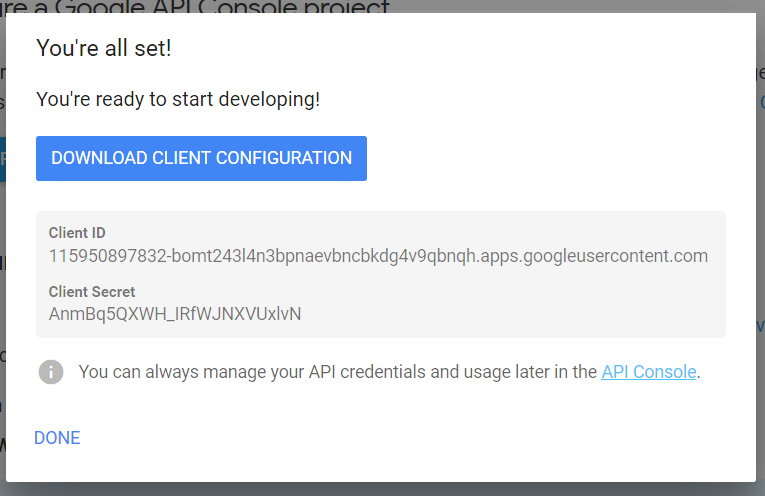 ure a Google API Console project
You're all set!
You're ready to start developing!
DOWNLOAD CLIENT CONFIGURATION
Client ID
115950897832-bomt243l4n3bpnaevbncbkdg4v9qbnqh.apps.googleusercontent.com
Client Secret
AnmBq5QXWH_IRfWJNXVUxlvN
You can always manage your API credentials and usage later in the API Console.
DONE